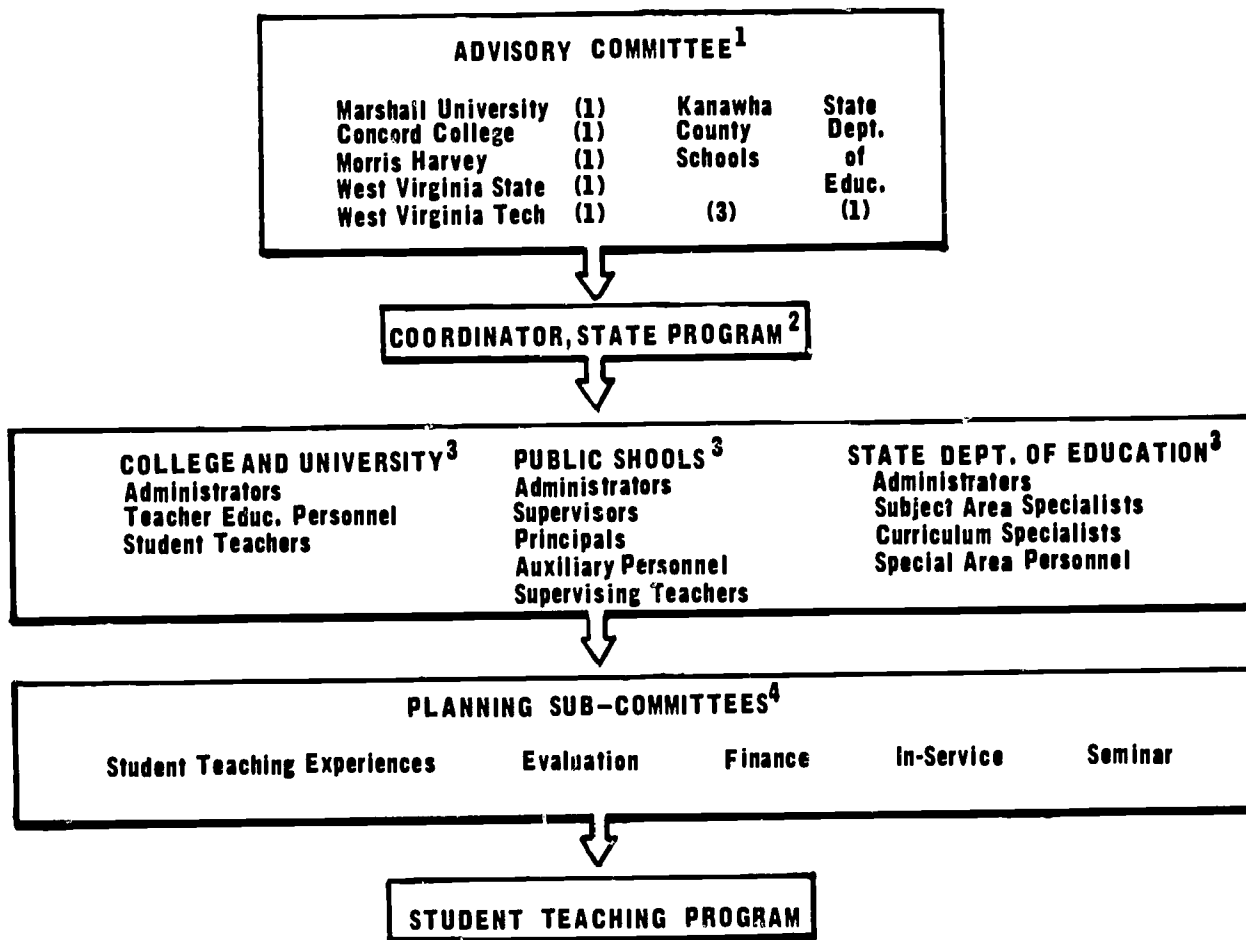 ADVISORY COMMITTEE1
Marshall University (1) Kanawha State
Concord College (1) County Dept.
Morris Harvey (1) Schools of
West Virginia State (1) Educ.
West Virginia Tech (1) (3) (1)
COORDINATOR, STATE PROGRAM2
COLLEGE AND UNIVERSITY3
Administrators
Teacher Educ. Personnel
Student Teachers
PUBLIC SHOOLS3
Administrators
Supervisors
Principals
Auxiliary Personnel
Supervising Teachers
STATE DEPT. OF EDUCATION3
Administrators
Subject Area Specialists
Curriculum Specialists
Special Area Personnel
PLANNING SUB-COMMITTEES4
Student Teaching Experiences Evaluation Finance In-Service Seminar
STUDENT TEACHING PROGRAM